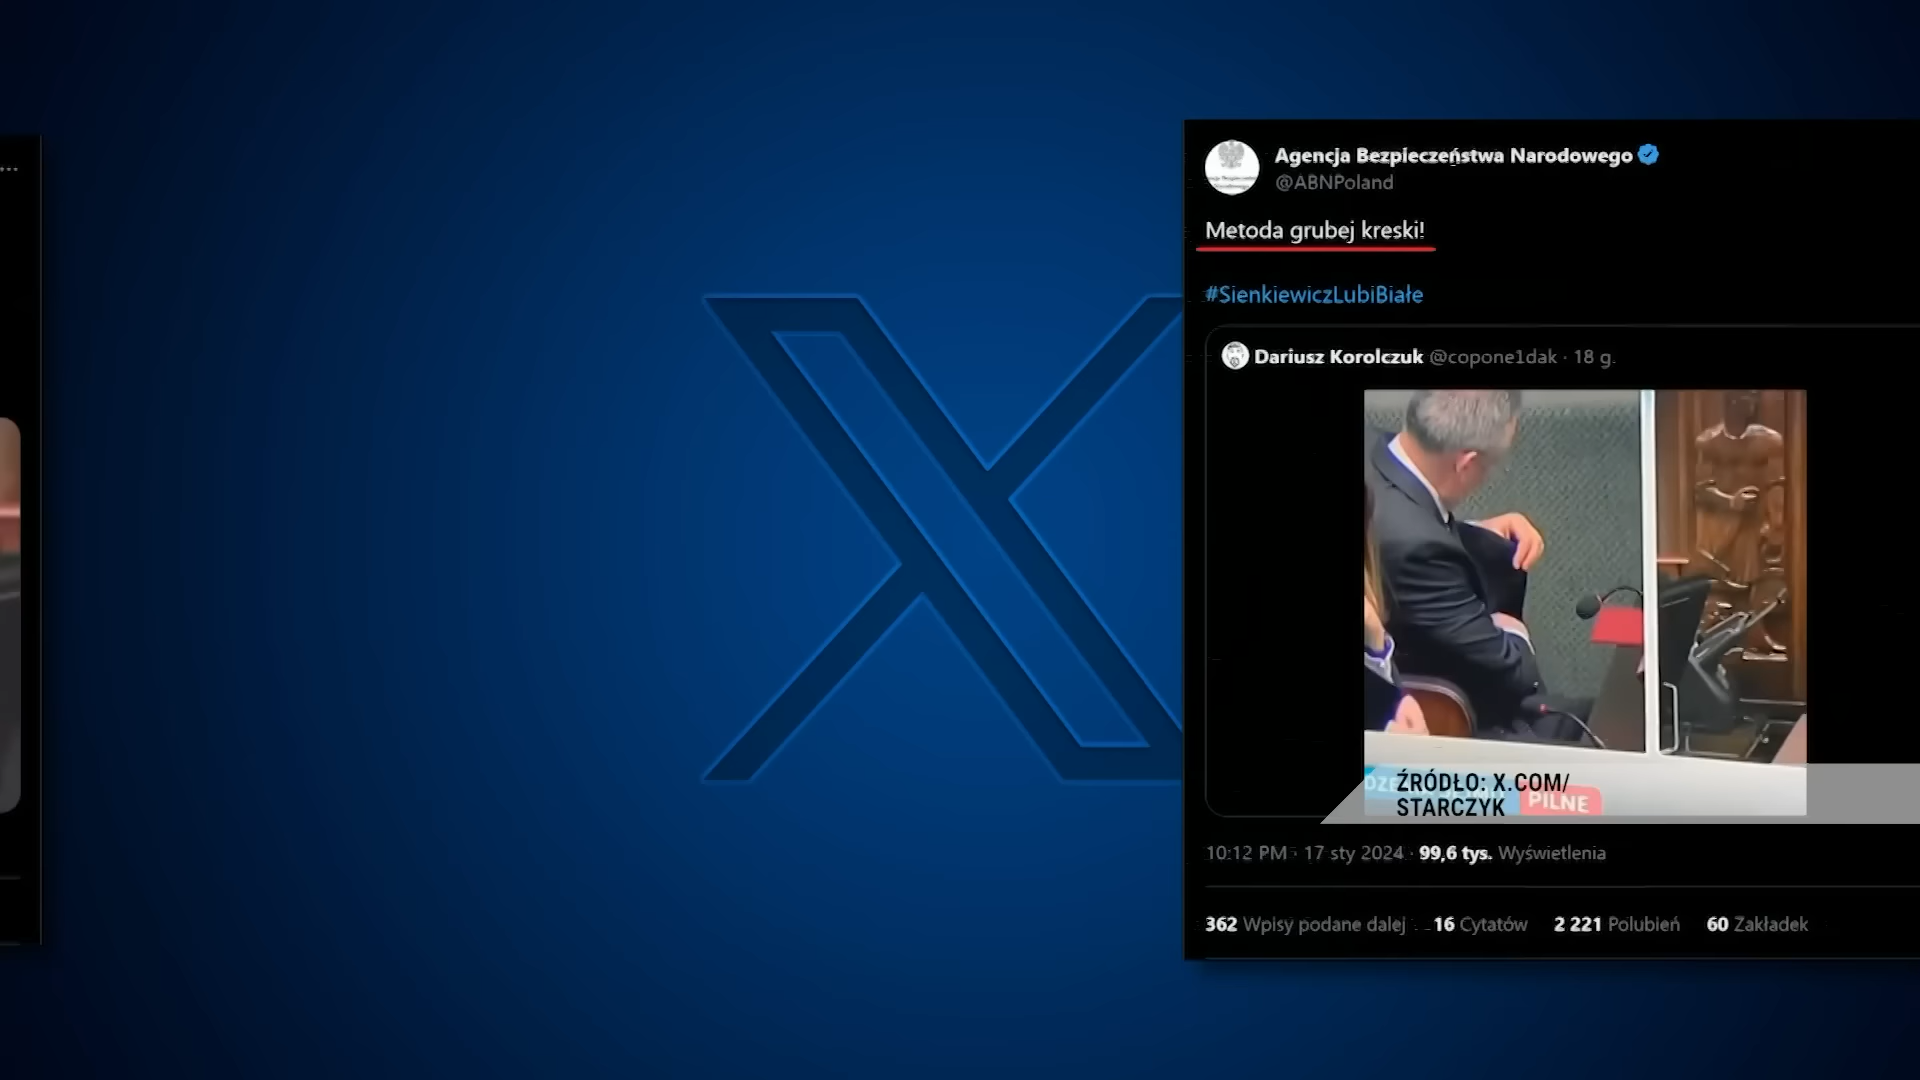 Agencja Bezpieczeństwa Narodowego
@ABNPoland
Metoda grubej kreski!
#SienkiewiczLubiBiałe
Dariusz Korolczuk @copone1dak · 18 g.
ŹRÓDŁO: X.COM/
STARCZYK
PILNE
10:12 PM · 17 sty 2024 · 99,6 tys. Wyświetlenia
362 Wpisy podane dalej 16 Cytatów 2 221 Polubień 60 Zakładek